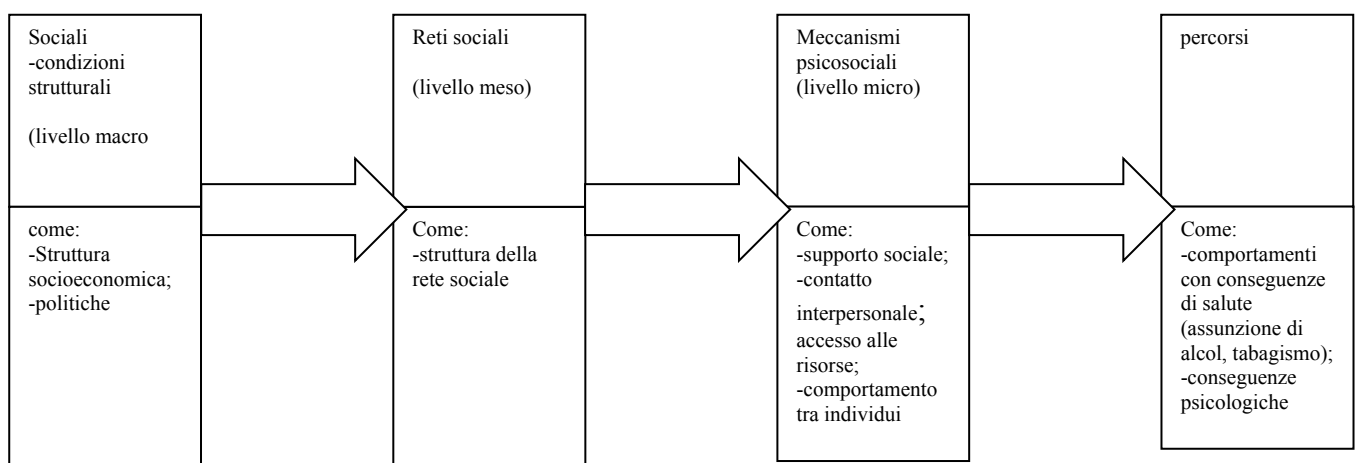 Sociali
-condizioni
strutturali
(livello macro
come:
-Struttura
socioeconomica;
-politiche
Reti sociali
(livello meso)
Come:
-struttura della
rete sociale
Meccanismi
psicosociali
(livello micro)
Come:
-supporto sociale;
-contatto
interpersonale;
accesso alle
risorse;
-comportamento
tra individui
percorsi
Come:
-comportamenti
con conseguenze
di salute
(assunzione di
alcol, tabagismo);
-conseguenze
psicologiche